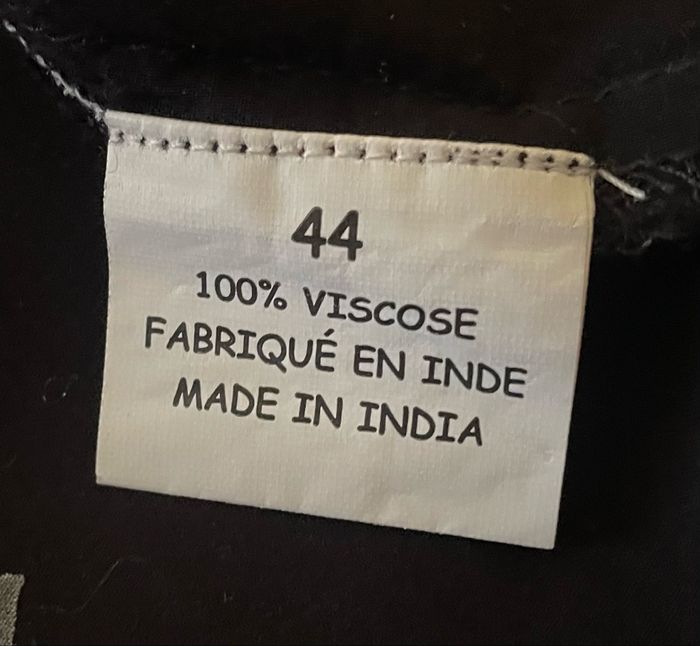 44
100% VISCOSE
FABRIQUÉ EN INDE
MADE IN INDIA